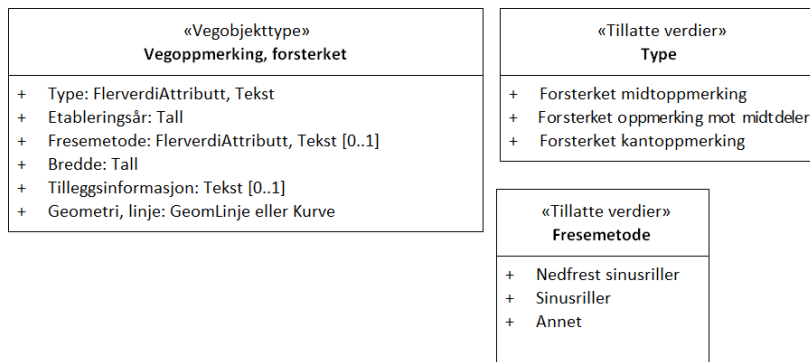 «Vegobjekttype»
Vegoppmerking, forsterket
+ Type: FlerverdiAttributt, Tekst
+ Etableringsår: Tall
+ Fresemetode: FlerverdiAttributt, Tekst [0..1]
+ Bredde: Tall
+ Tilleggsinformasjon: Tekst [0..1]
+ Geometri, linje: GeomLinje eller Kurve
«Tillatte verdier»
Type
+ Forsterket midtoppmerking
+ Forsterket oppmerking mot midtdeler
+ Forsterket kantoppmerking
«Tillatte verdier»
Fresemetode
+ Nedfrest sinusriller
+ Sinusriller
+ Annet